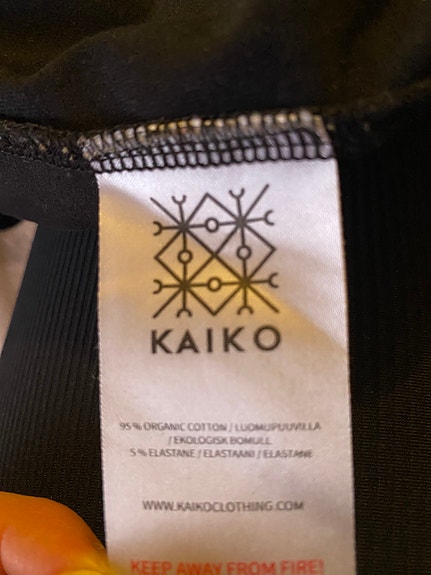 KAIKO
95 % ORGANIC COTTON / LUOMUPUUVILLA
/ EKOLOGISK BOMULL
5 % ELASTANE / ELASTAANI / ELASTANE
WWW.KAIKOCLOTHING.COM
KEEP AWAY FROM FIRE!